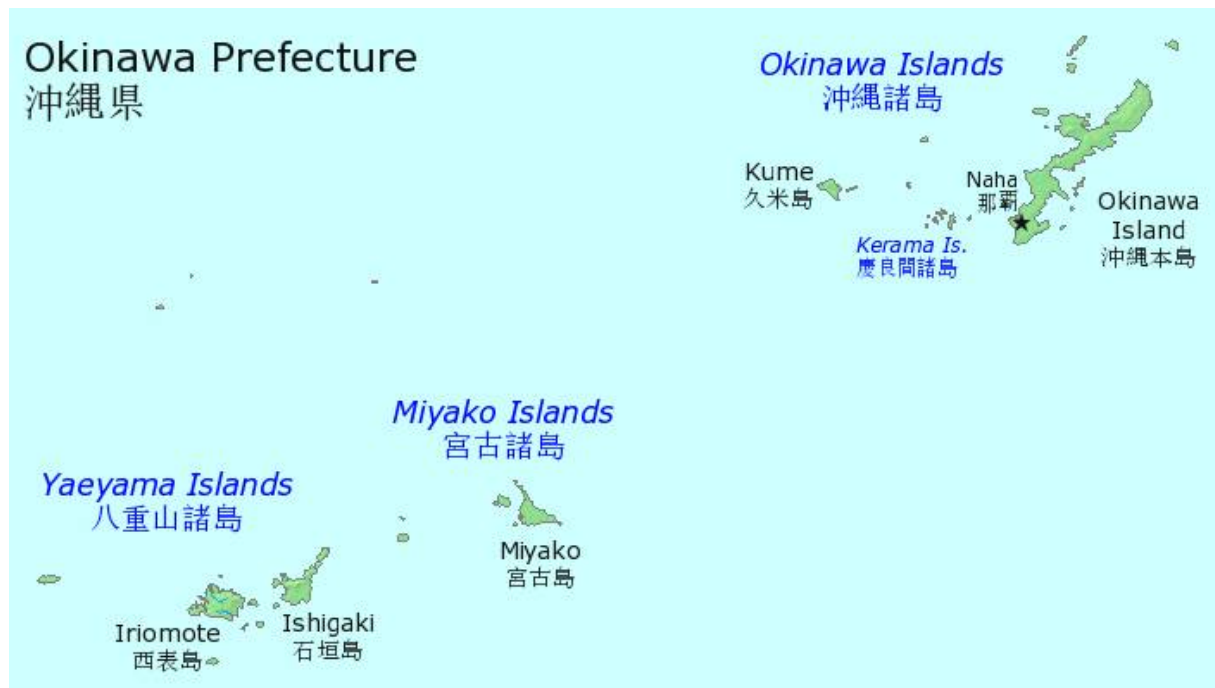 Okinawa Prefecture
沖縄県
Okinawa Islands
沖縄諸島
Kume
久米島
Naha
那覇
Okinawa
Island
沖縄本島
Kerama Is.
慶良間諸島
Miyako Islands
宮古諸島
Yaeyama Islands
八重山諸島
Miyako
宮古島
Ishigaki
石垣島
Iriomote
西表島